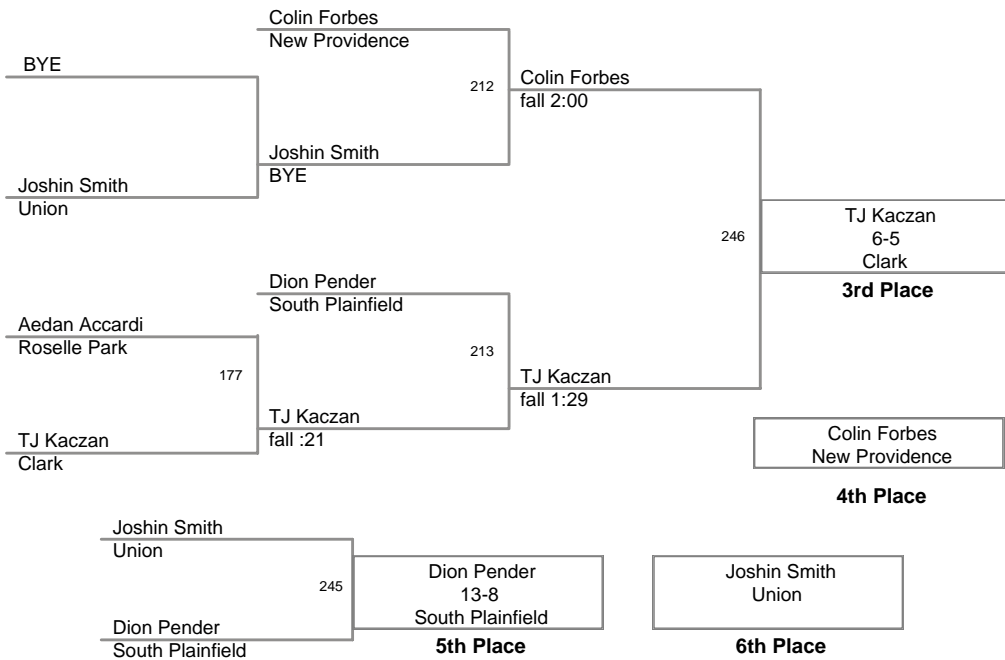 Colin Forbes
New Providence
BYE
212
Colin Forbes
fall 2:00
Joshin Smith
BYE
Joshin Smith
Union
246
TJ Kaczan
6-5
Clark
3rd Place
Dion Pender
South Plainfield
Aedan Accardi
Roselle Park
177
213
TJ Kaczan
fall 1:29
TJ Kaczan
fall :21
TJ Kaczan
Clark
Colin Forbes
New Providence
4th Place
Joshin Smith
Union
245
Dion Pender
13-8
South Plainfield
5th Place
Joshin Smith
Union
6th Place
Dion Pender
South Plainfield